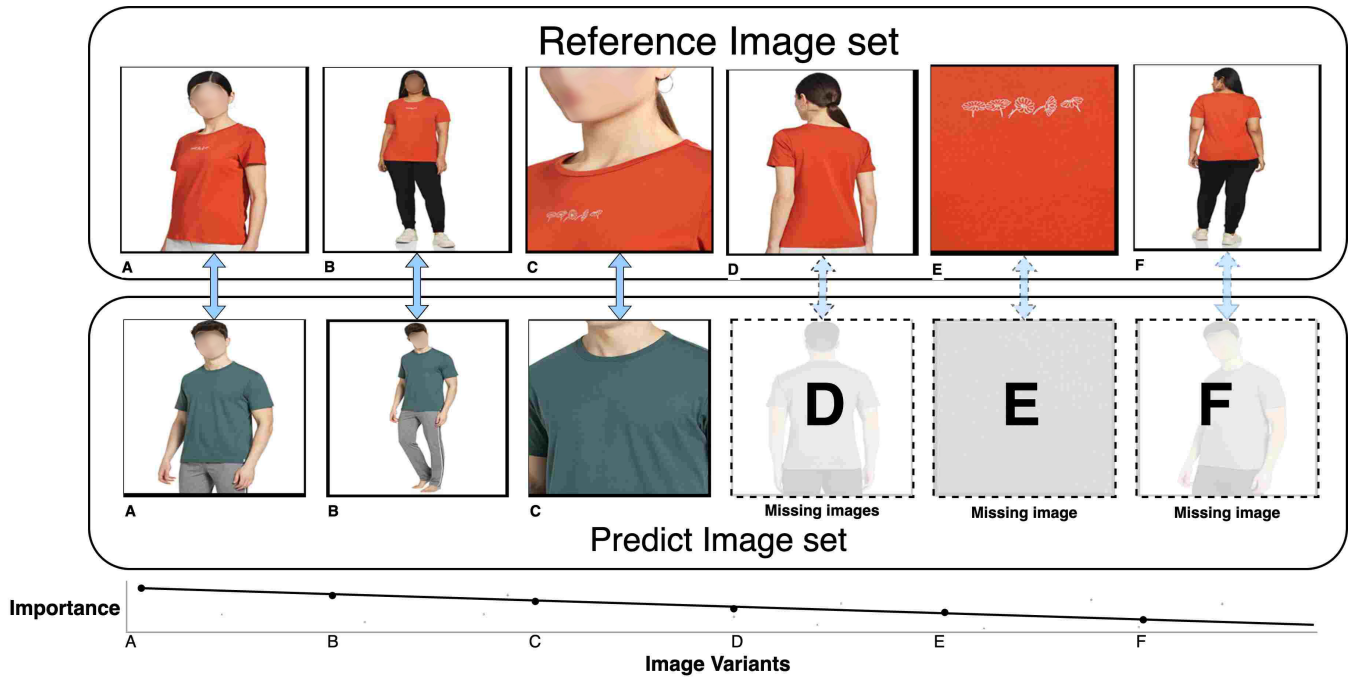 Reference Image set
A
B
C
D
E
F
D
E
F
A
B
C
Missing images
Missing image
Missing image
Predict Image set
Importance
A
B
C
D
E
F
Image Variants